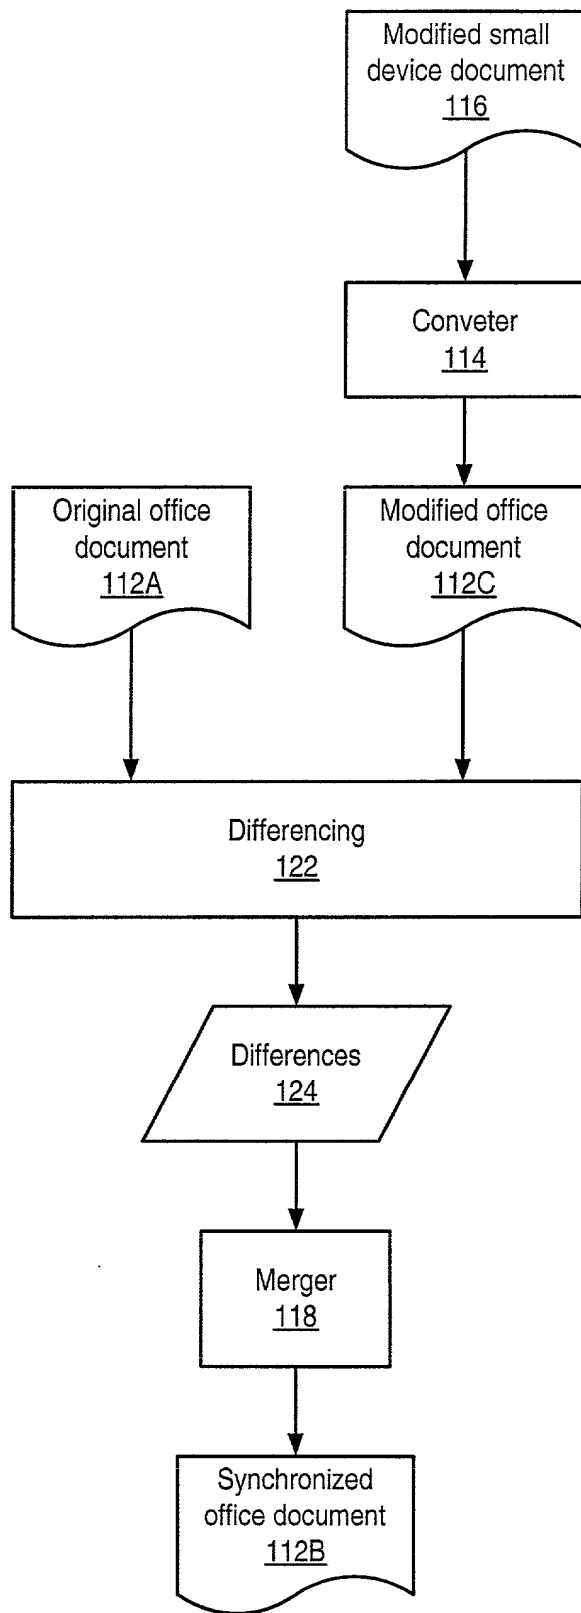 Modified small
device document
116
Conveter
114
Original office
document
112A
Modified office
document
112C
Differencing
122
Differences
124
Merger
118
Synchronized
office document
112B